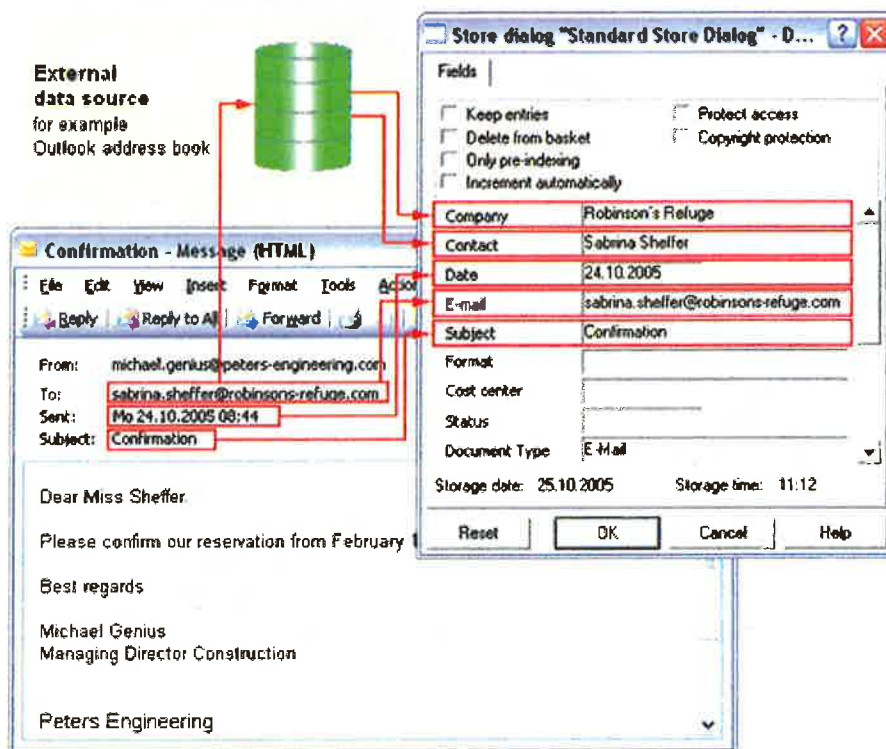 External
data source
for example
Outlook address book
Store dialog "Standard Store Dialog" - D...
Fields
Keep entries
Protect access
Delete from basket
Copyright protection
Only pre-indexing
Increment automatically
Company Robinson's Refuge
Contact Sabrina Sheffer
Date 24.10.2005
E-mail sabrina.sheffer@robinsons-refuge.com
Subject Confirmation
Format
Cost center
Status
Document Type E-Mail
Storage date: 25.10.2005 Storage time: 11:12
Reset OK Cancel Help
Confirmation - Message (HTML)
File Edit View Insert Format Tools Action
Reply Reply to All Forward
From: michael.genius@peters-engineering.com
To: sabrina.sheffer@robinsons-refuge.com
Sent: Mo 24.10.2005 08:44
Subject: Confirmation
Dear Miss Sheffer
Please confirm our reservation from February
Best regards
Michael Genius
Managing Director Construction
Peters Engineering